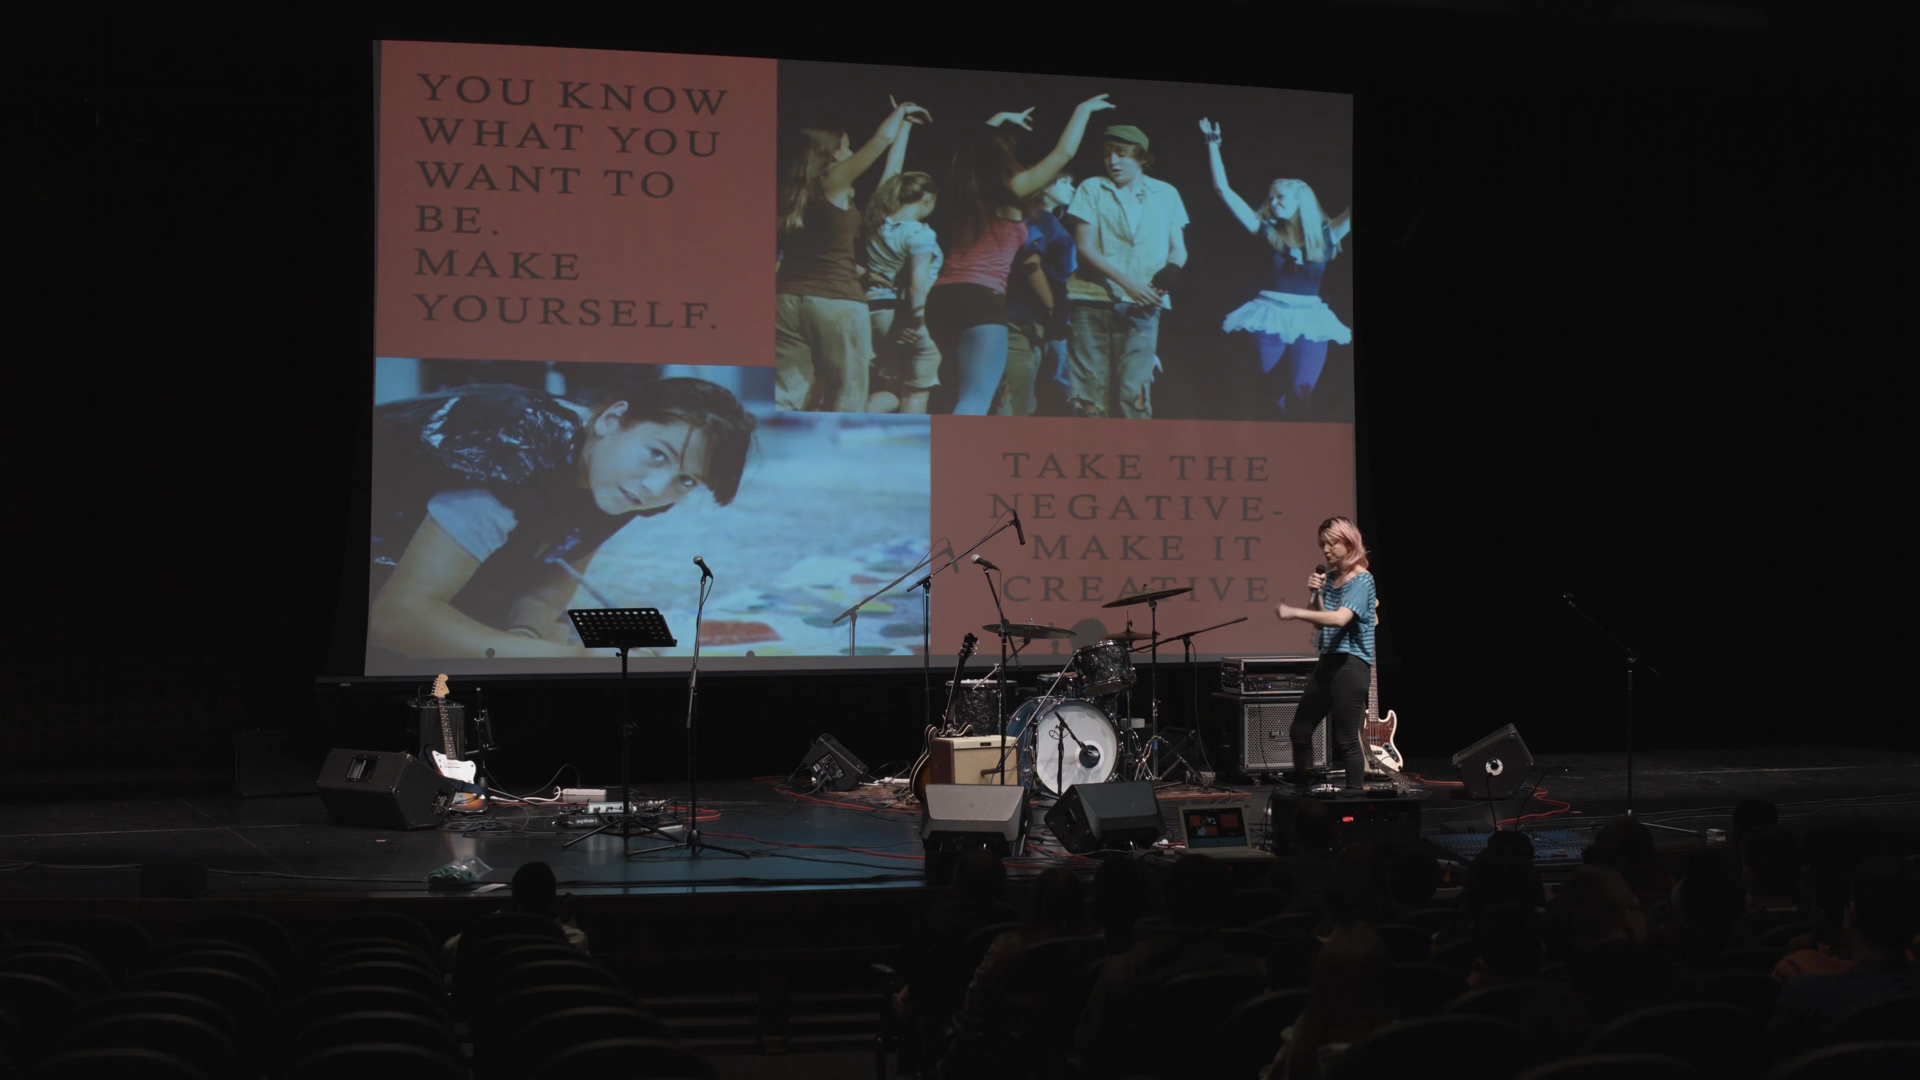 YOU KNOW
WHAT YOU
WANT TO
BE.
MAKE
YOURSELF.
TAKE THE
NEGATIVE-
MAKE IT
CREATIVE